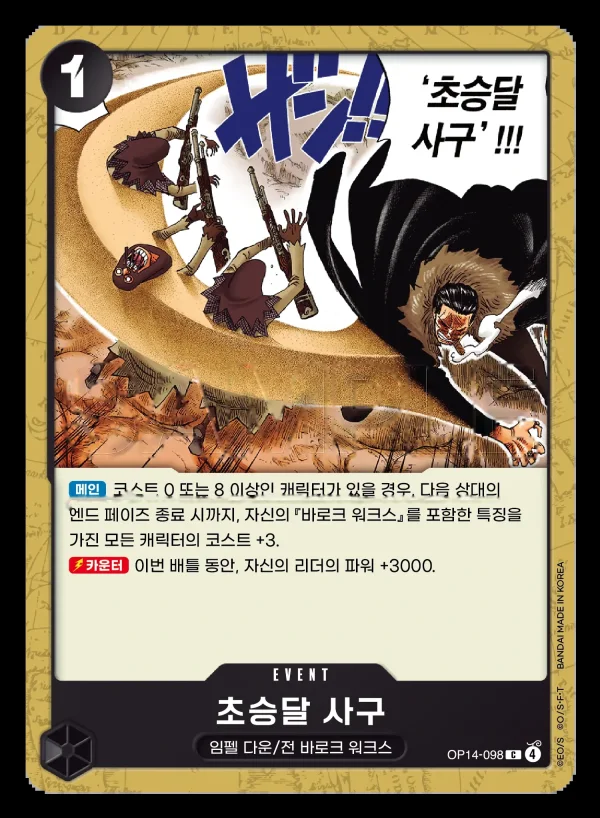 1
ザン!!
‘초승달
사구’ !!!
메인 코스트 0 또는 8 이상인 캐릭터가 있을 경우, 다음 상대의
엔드 페이즈 종료 시까지, 자신의 『바로크 워크스』를 포함한 특징을
가진 모든 캐릭터의 코스트 +3.
카운터 이번 배틀 동안, 자신의 리더의 파워 +3000.
EVENT
초승달 사구
임펠 다운/전 바로크 워크스
OP14-098 C 4
©EO/S ©O/S·F·T BANDAI MADE IN KOREA